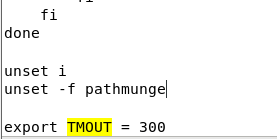 fi
done
unset i
unset -f pathmunge
export TMOUT = 300